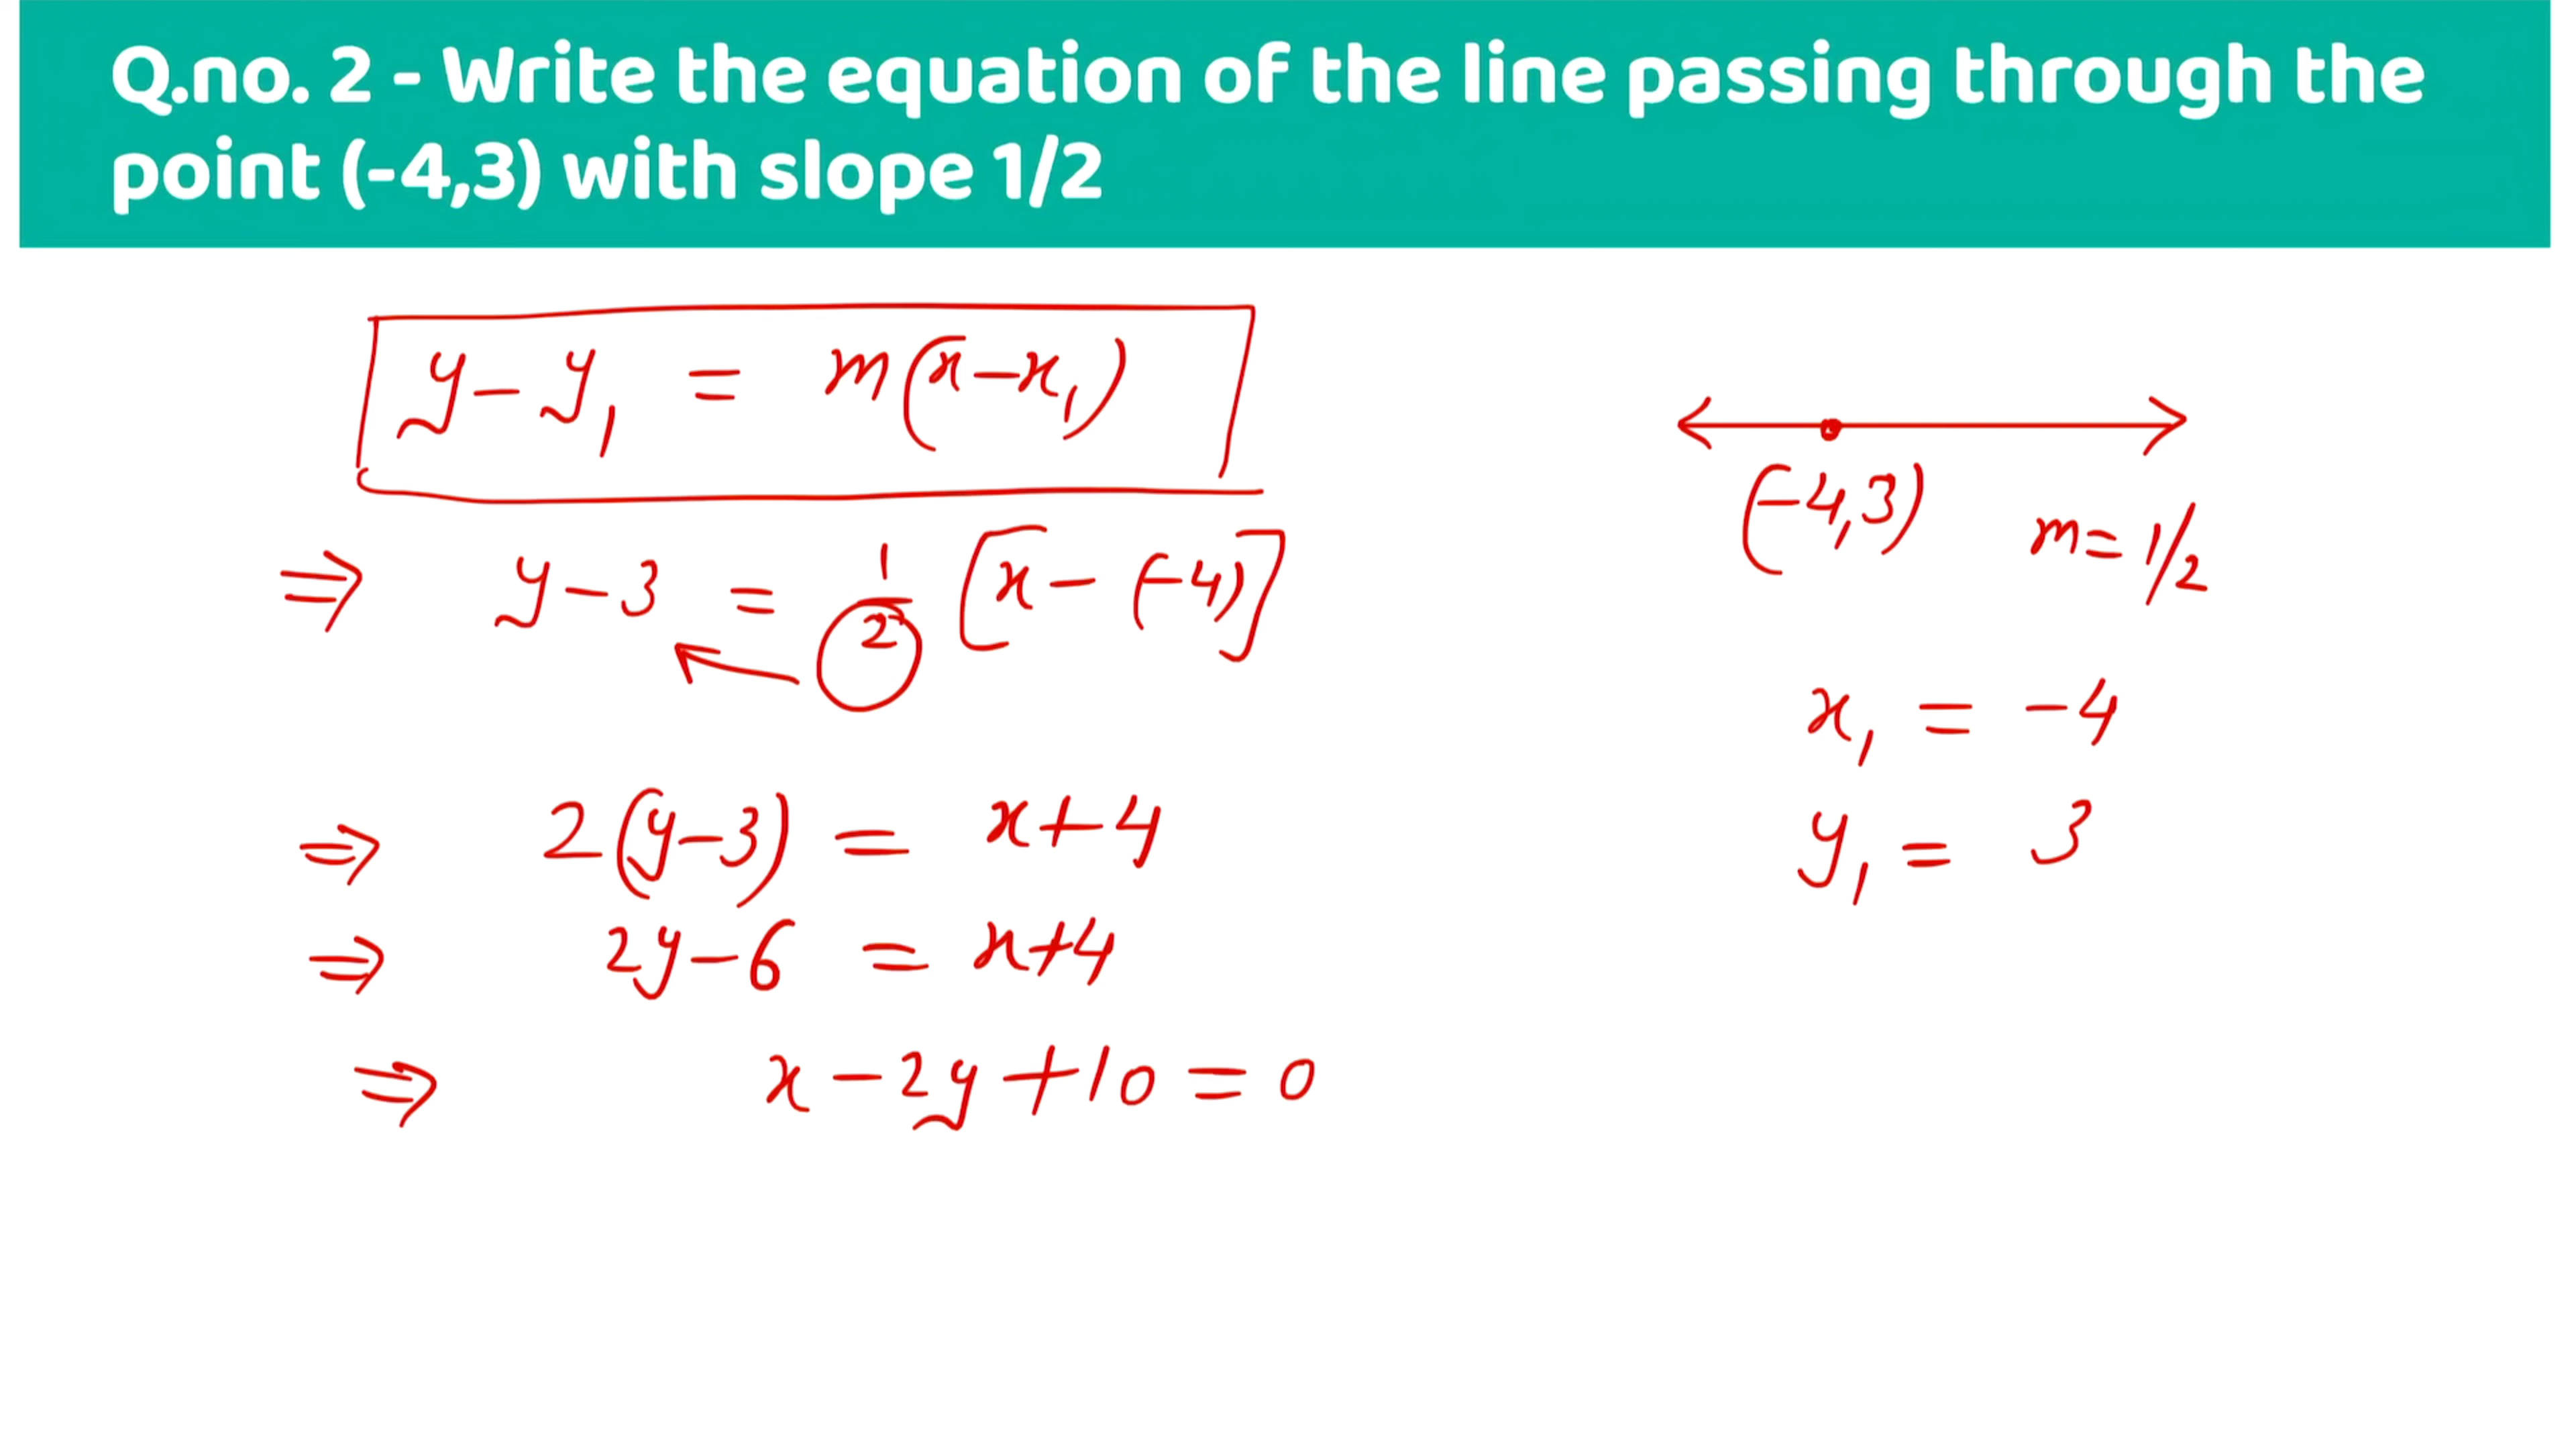 Q.no. 2 - Write the equation of the line passing through the
point (-4,3) with slope 1/2
y - y₁ = m(x - x₁)
⇒ y - 3 = 1/2 [x - (-4)]
⇒ 2(y - 3) = x + 4
⇒ 2y - 6 = x + 4
⇒ x - 2y + 10 = 0
(-4,3) m = 1/2
x₁ = -4
y₁ = 3